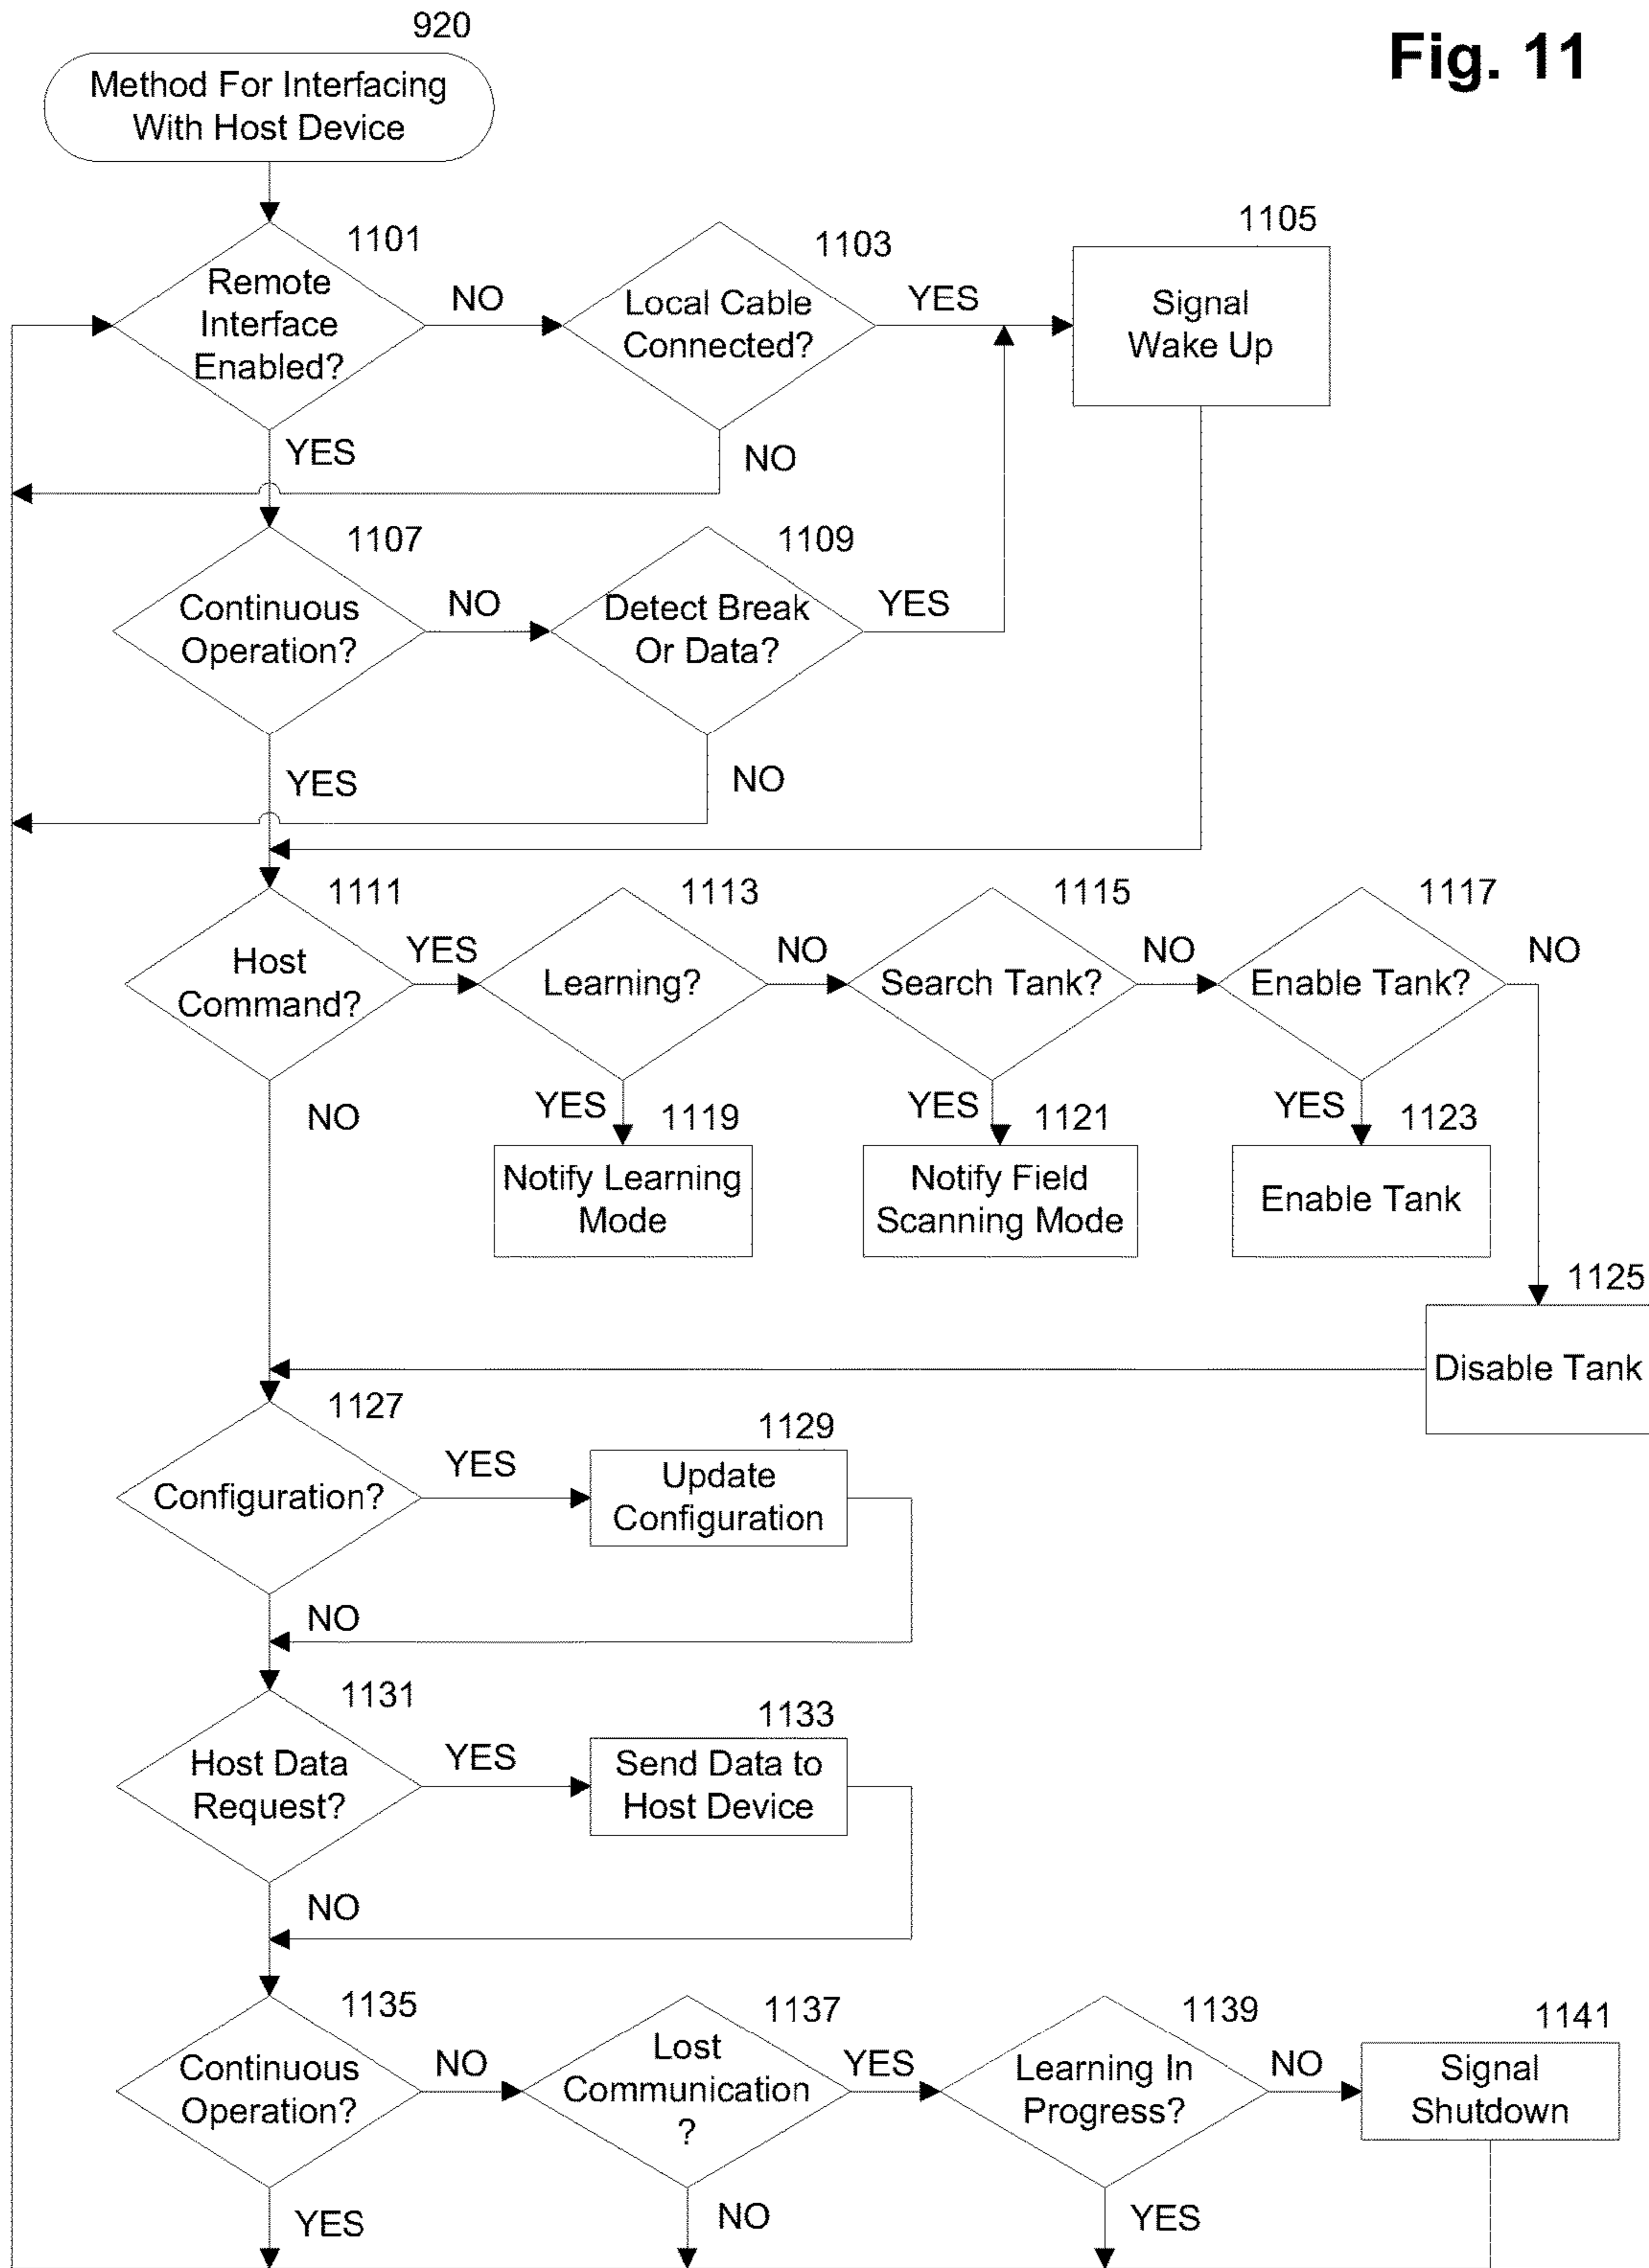 920
Fig. 11
Method For Interfacing
With Host Device
1101
Remote
Interface
Enabled?
NO
1103
Local Cable
Connected?
YES
1105
Signal
Wake Up
YES
NO
1107
Continuous
Operation?
NO
1109
Detect Break
Or Data?
YES
YES
NO
1111
Host
Command?
YES
1113
Learning?
NO
1115
Search Tank?
NO
1117
Enable Tank?
NO
NO
YES
1119
Notify Learning
Mode
YES
1121
Notify Field
Scanning Mode
YES
1123
Enable Tank
1125
Disable Tank
1127
Configuration?
YES
1129
Update
Configuration
NO
1131
Host Data
Request?
YES
1133
Send Data to
Host Device
NO
1135
Continuous
Operation?
NO
1137
Lost
Communication
?
YES
1139
Learning In
Progress?
NO
1141
Signal
Shutdown
YES
NO
YES